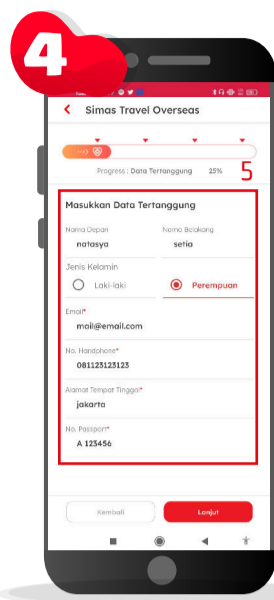 4
Simas Travel Overseas
Progress : Data Tertanggung 25%
5
Masukkan Data Tertanggung
Nama Depan Nama Belakang
natasya setia
Jenis Kelamin
Laki-laki Perempuan
Email*
mail@email.com
No. Handphone*
081123123123
Alamat Tempat Tinggal*
jakarta
No. Passport*
A 123456
Kembali Lanjut